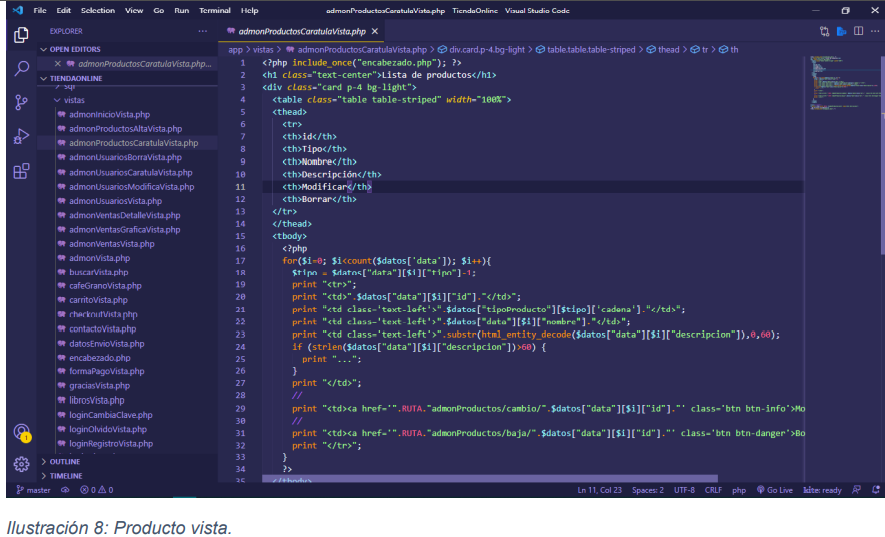 File Edit Selection View Go Run Terminal Help admonProductosCaratulaVista.php TiendaOnline Visual Studio Code
EXPLORER
OPEN EDITORS
admonProductosCaratulaVista.php...
TIENDAONLINE
sql
vistas
admonInicioVista.php
admonProductosAltaVista.php
admonProductosCaratulaVista.php
admonUsuariosBorraVista.php
admonUsuariosCaratulaVista.php
admonUsuariosModificaVista.php
admonUsuariosVista.php
admonVentasDetalleVista.php
admonVentasGraficaVista.php
admonVentasVista.php
admonVista.php
buscarVista.php
cafeGranoVista.php
carritoVista.php
checkoutVista.php
contactoVista.php
datosEnvioVista.php
encabezado.php
formaPagoVista.php
graciasVista.php
librosVista.php
loginCambiaClave.php
loginOlvidoVista.php
loginRegistroVista.php
OUTLINE
TIMELINE
admonProductosCaratulaVista.php
app > vistas > admonProductosCaratulaVista.php > div.card.p-4.bg-light > table.table.table-striped > thead > tr > th
1 <?php include_once("encabezado.php"); ?>
2 <h1 class="text-center">Lista de productos</h1>
3 <div class="card p-4 bg-light">
4 <table class="table table-striped" width="100%">
5 <thead>
6 <tr>
7 <th>id</th>
8 <th>Tipo</th>
9 <th>Nombre</th>
10 <th>Descripción</th>
11 <th>Modificar</th>
12 <th>Borrar</th>
13 </tr>
14 </thead>
15 <tbody>
16 <?php
17 for($i=0; $i<count($datos['data']); $i++){
18 $tipo = $datos["data"][$i]["tipo"]-1;
19 print "<tr>";
20 print "<td>".$datos["data"][$i]["id"]."</td>";
21 print "<td class='text-left'>".$datos["tipoProducto"][$tipo]['cadena']."</td>";
22 print "<td class='text-left'>".$datos["data"][$i]["nombre"]."</td>";
23 print "<td class='text-left'>".substr(html_entity_decode($datos["data"][$i]["descripcion"]),0,60);
24 if (strlen($datos["data"][$i]["descripcion"])>60) {
25 print "...";
26 }
27 print "</td>";
28 //
29 print "<td><a href='".RUTA."admonProductos/cambio/".$datos["data"][$i]["id"]."' class='btn btn-info'>Mo
30 //
31 print "<td><a href='".RUTA."admonProductos/baja/".$datos["data"][$i]["id"]."' class='btn btn-danger'>Bo
32 print "</tr>";
33 }
34 ?>
35 </tbody>
1
master 0 0 Ln 11, Col 23 Spaces: 2 UTF-8 CRLF php Go Live ready
Ilustración 8: Producto vista.